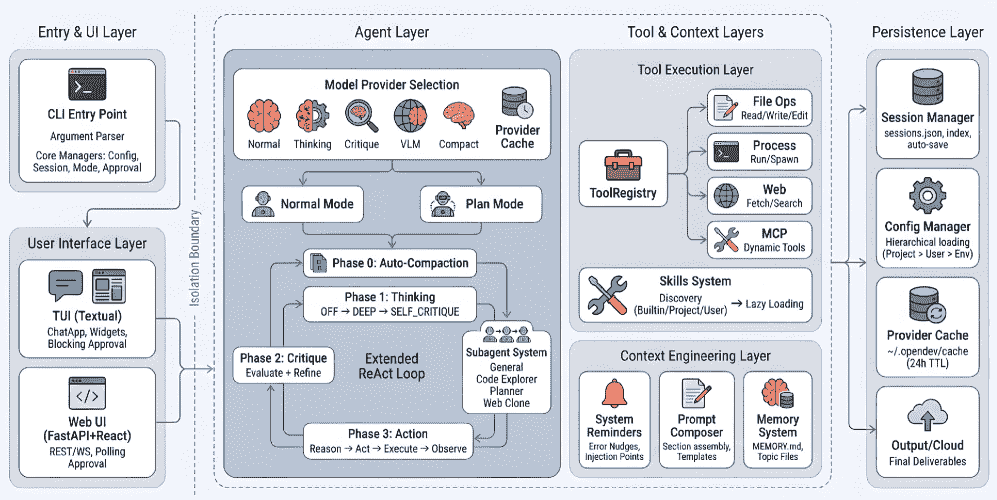 Entry & UI Layer
CLI Entry Point
Argument Parser
Core Managers: Config,
Session, Mode, Approval
User Interface Layer
TUI (Textual)
ChatApp, Widgets,
Blocking Approval
Web UI
(FastAPI+React)
REST/WS, Polling
Approval
Isolation Boundary
Agent Layer
Model Provider Selection
Normal
Thinking
Critique
VLM
Compact
Provider
Cache
Normal Mode
Plan Mode
Phase 0: Auto-Compaction
Phase 1: Thinking
OFF → DEEP → SELF_CRITIQUE
Phase 2: Critique
Evaluate + Refine
Extended
ReAct Loop
Subagent System
General
Code Explorer
Planner
Web Clone
Phase 3: Action
Reason → Act → Execute → Observe
Tool & Context Layers
Tool Execution Layer
ToolRegistry
File Ops
Read/Write/Edit
Process
Run/Spawn
Web
Fetch/Search
MCP
Dynamic Tools
Skills System
Discovery
(Builtin/Project/User) → Lazy Loading
Context Engineering Layer
System
Reminders
Error Nudges,
Injection Points
Prompt
Composer
Section assembly,
Templates
Memory
System
MEMORY.md,
Topic Files
Persistence Layer
Session Manager
sessions.json, index,
auto-save
Config Manager
Hierarchical loading
(Project > User > Env)
Provider Cache
~/.opendev/cache
(24h TTL)
Output/Cloud
Final Deliverables